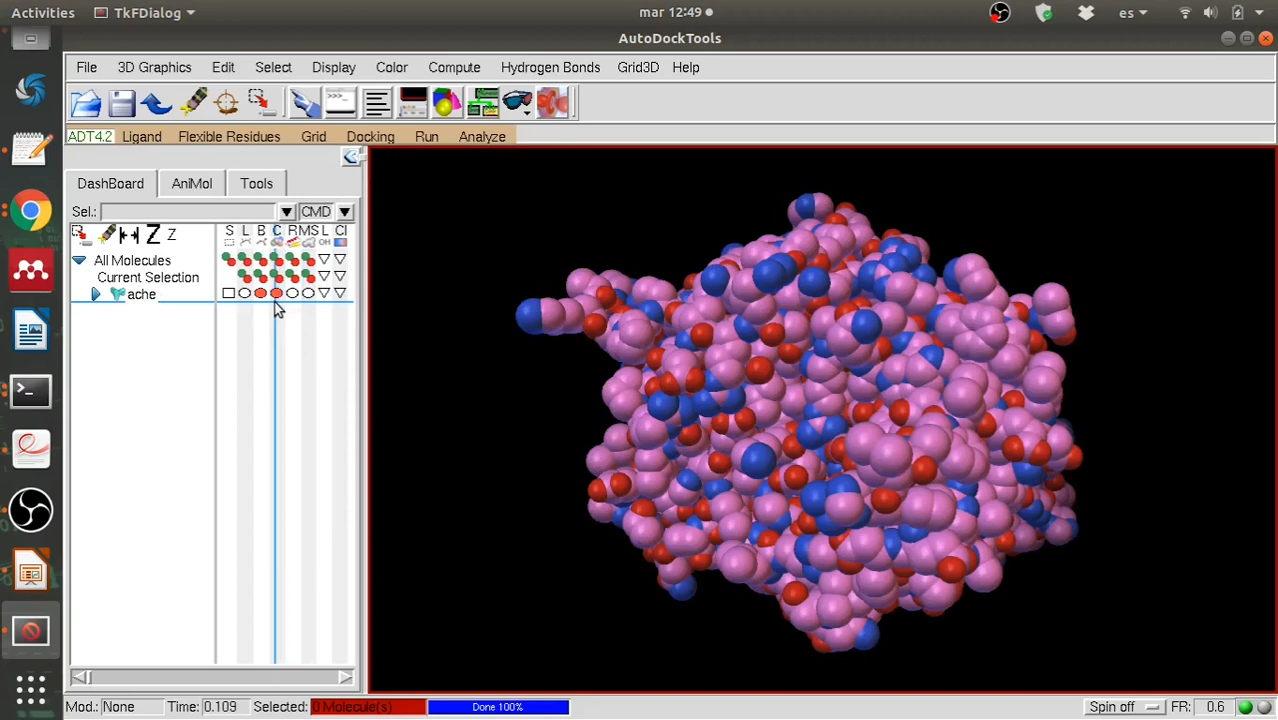 Activities TkFDialog mar 12:49 es
AutoDockTools
File 3D Graphics Edit Select Display Color Compute Hydrogen Bonds Grid3D Help
>>>_
ADT4.2 Ligand Flexible Residues Grid Docking Run Analyze
DashBoard AniMol Tools
Sel.: CMD
Z Z S L B C R MS L Cl
OH
All Molecules
Current Selection
ache
Mod.: None Time: 0.109 Selected: 0 Molecule(s) Done 100% Spin off FR: 0.6